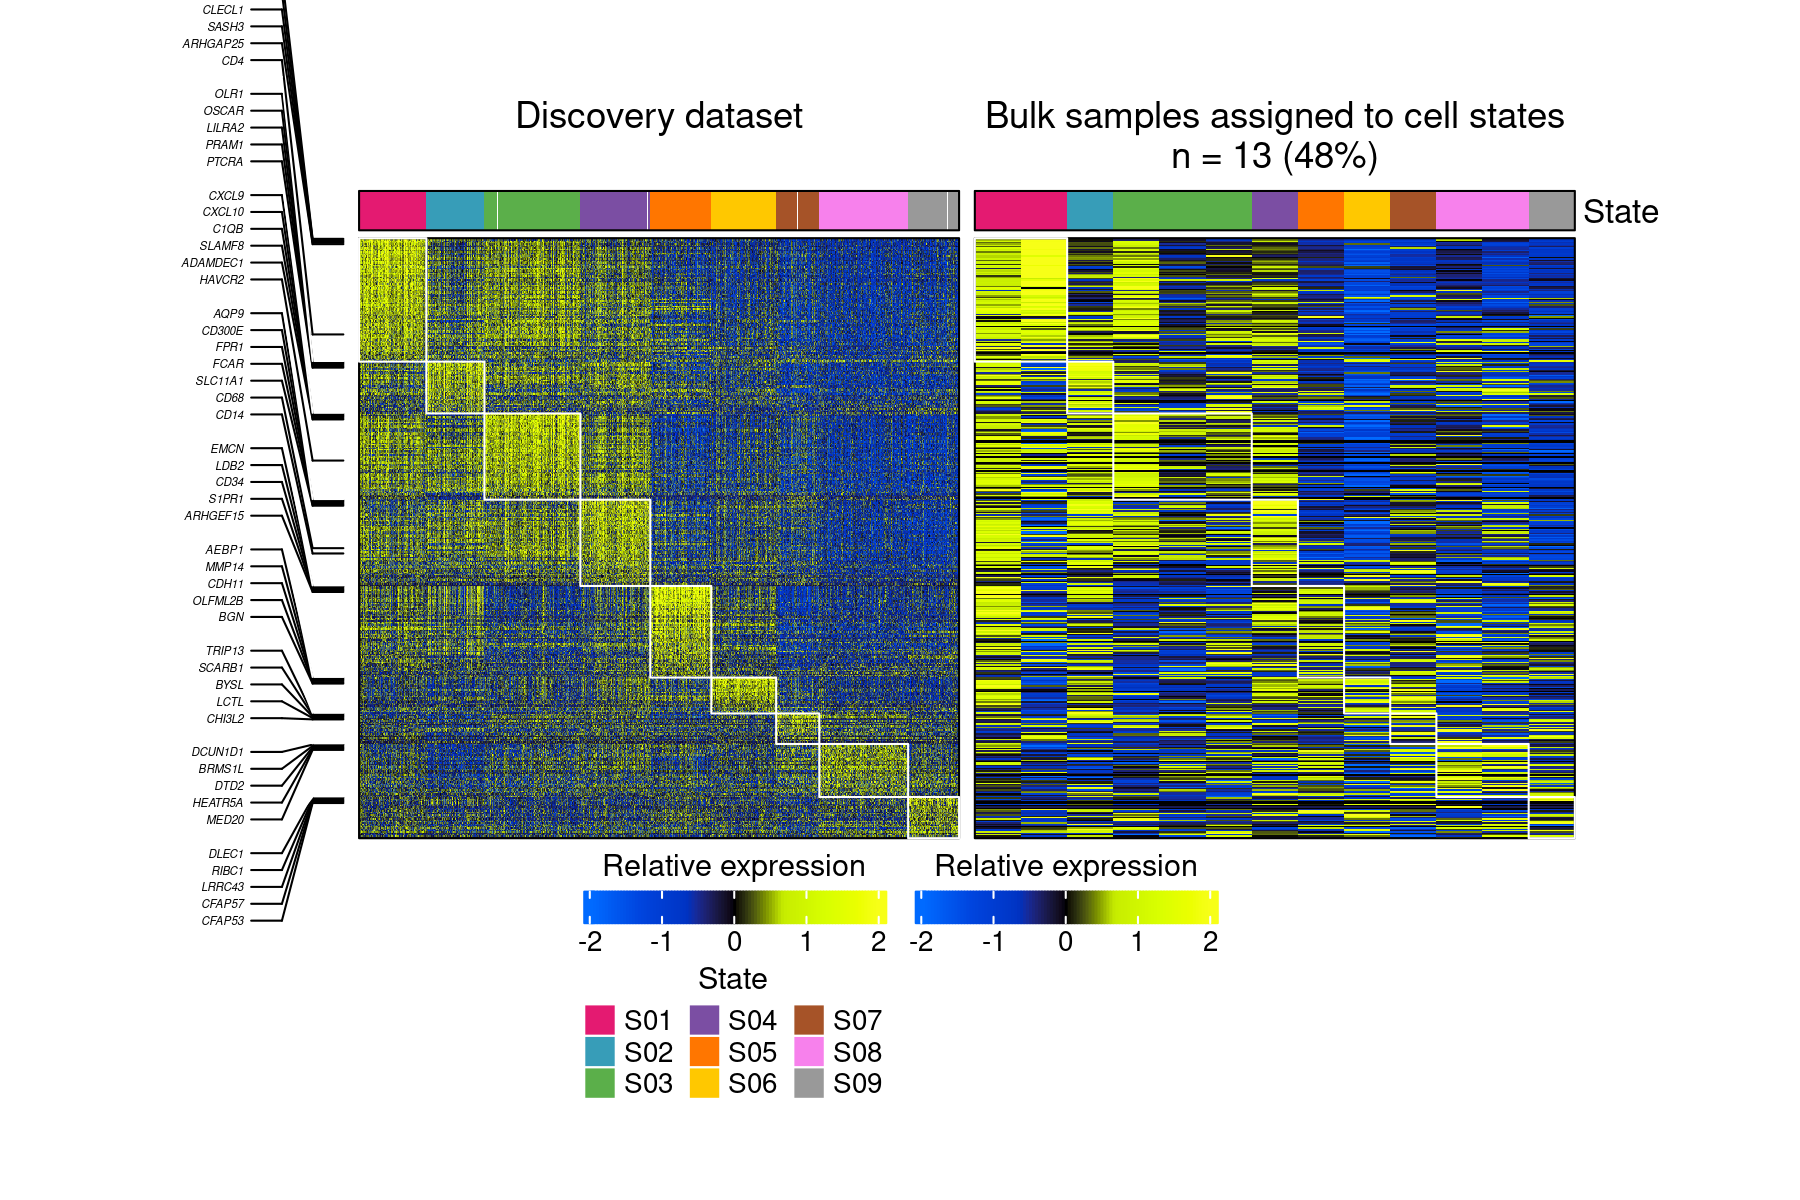 CLECL1
SASH3
ARHGAP25
CD4
OLR1
OSCAR
LILRA2
PRAM1
PTCRA
CXCL9
CXCL10
C1QB
SLAMF8
ADAMDEC1
HAVCR2
AQP9
CD300E
FPR1
FCAR
SLC11A1
CD68
CD14
EMCN
LDB2
CD34
S1PR1
ARHGEF15
AEBP1
MMP14
CDH11
OLFML2B
BGN
TRIP13
SCARB1
BYSL
LCTL
CHI3L2
DCUN1D1
BRMS1L
DTD2
HEATR5A
MED20
DLEC1
RIBC1
LRRC43
CFAP57
CFAP53
Discovery dataset
Bulk samples assigned to cell states
n = 13 (48%)
State
Relative expression
-2 -1 0 1 2
Relative expression
-2 -1 0 1 2
State
S01 S04 S07
S02 S05 S08
S03 S06 S09